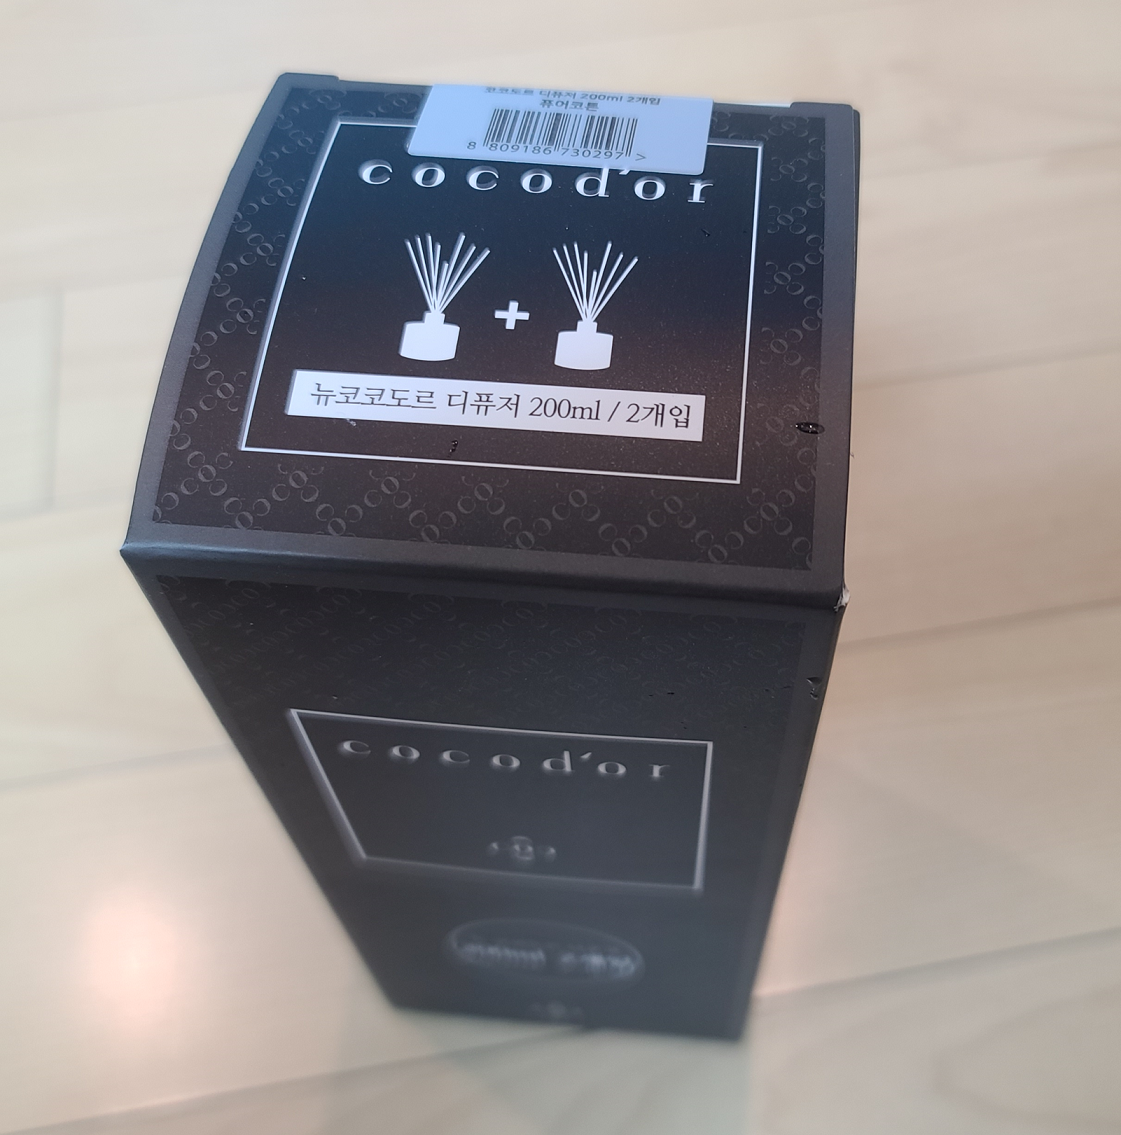 코코도르 디퓨저 200ml 2개입
퓨어코튼
8 809186 730297 >
cocod'or
+
뉴코코도르 디퓨저 200ml / 2개입
cocod'or